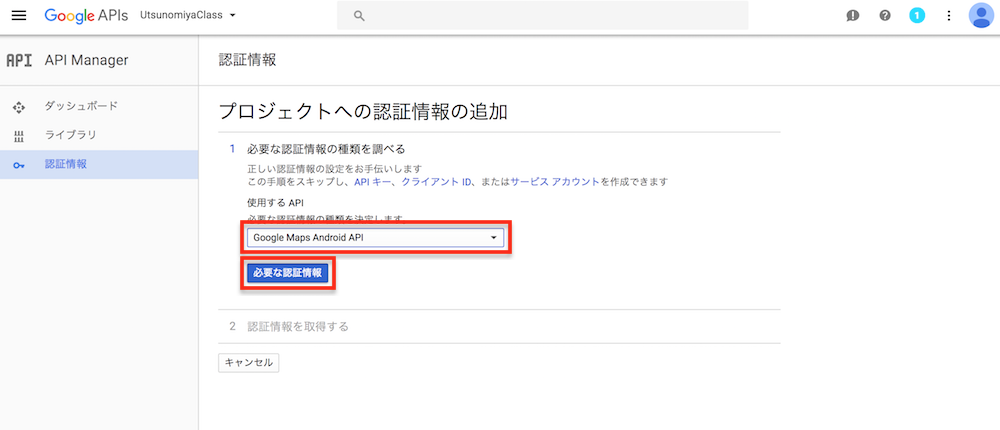 Google APIs UtsunomiyaClass 1
API API Manager 認証情報
ダッシュボード
ライブラリ
認証情報
プロジェクトへの認証情報の追加
1 必要な認証情報の種類を調べる
正しい認証情報の設定をお手伝いします
この手順をスキップし、API キー、クライアント ID、またはサービス アカウントを作成できます
使用する API
必要な認証情報の種類を決定します
Google Maps Android API
必要な認証情報
2 認証情報を取得する
キャンセル